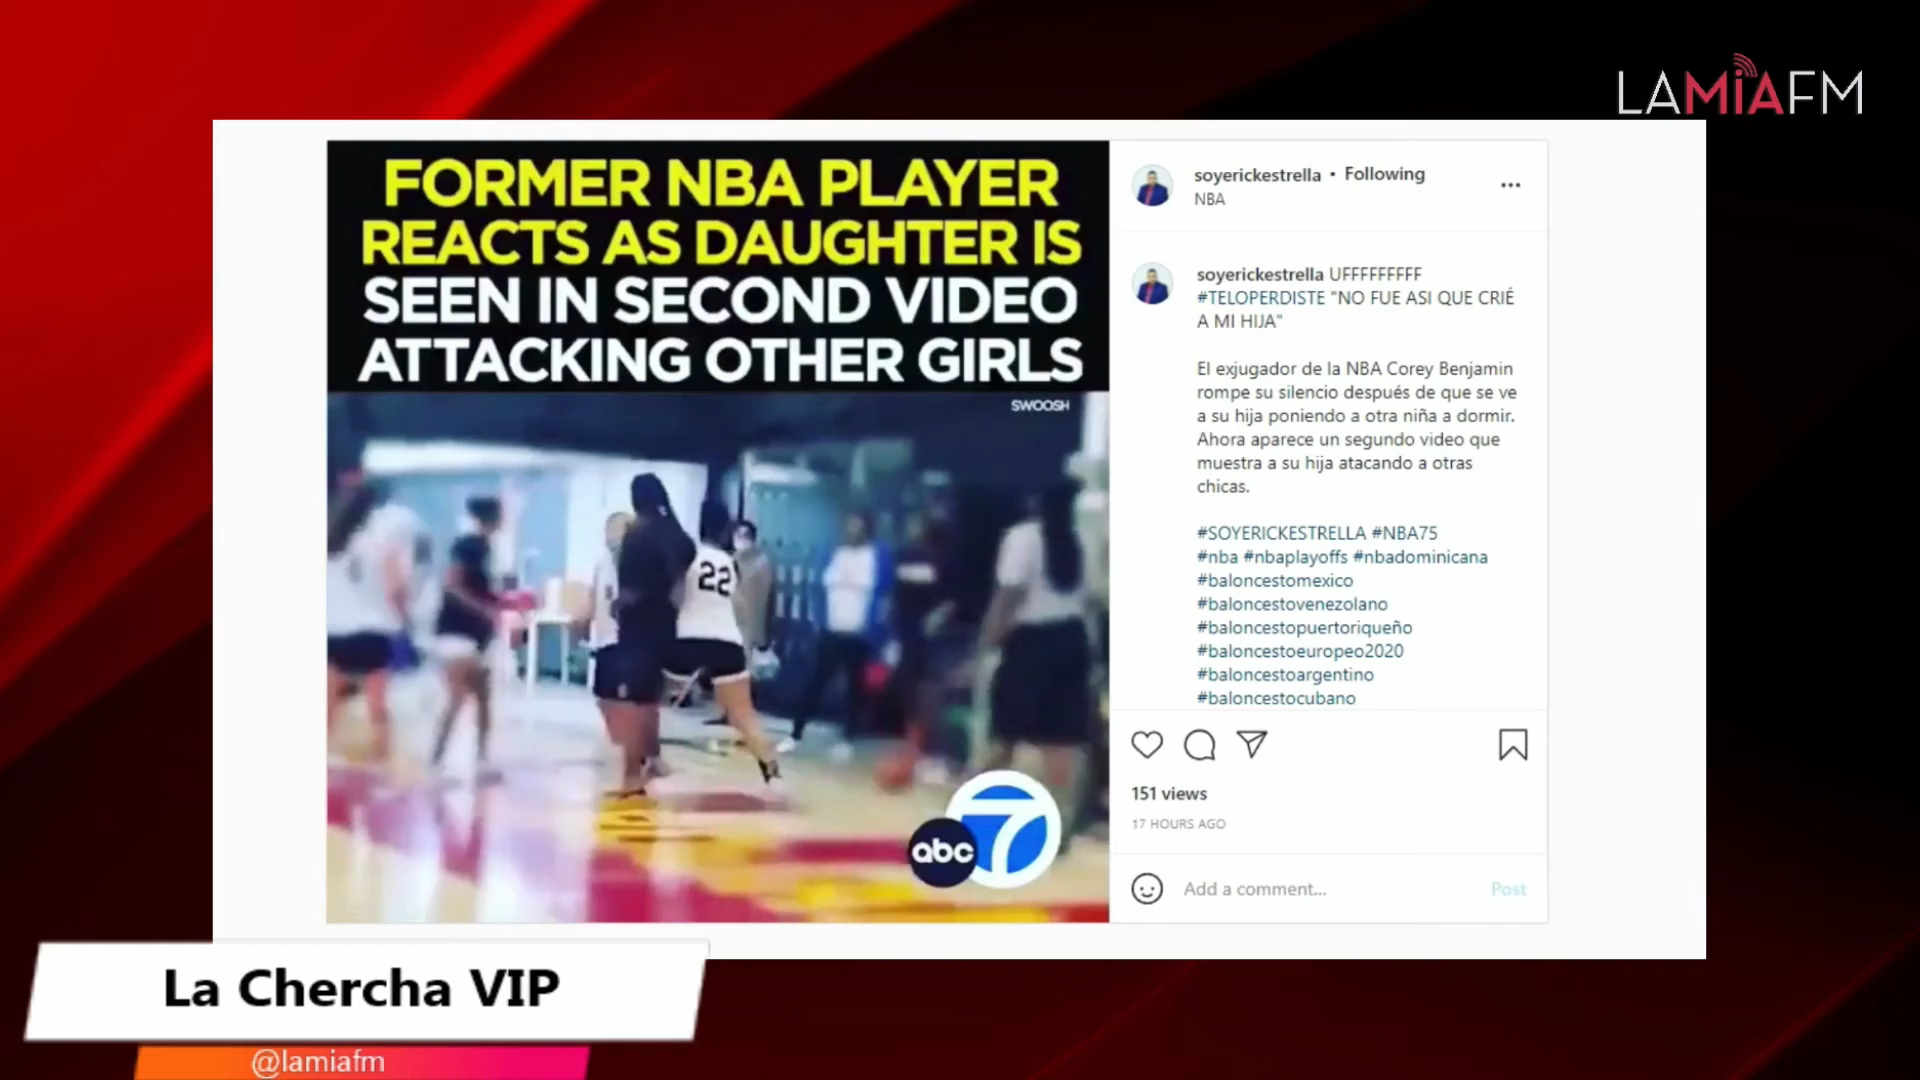 LAMIAFM
FORMER NBA PLAYER
REACTS AS DAUGHTER IS
SEEN IN SECOND VIDEO
ATTACKING OTHER GIRLS
SWOOSH
22
abc 7
soyerickestrella • Following
NBA
soyerickestrella UFFFFFFFFF
#TELOPERDISTE "NO FUE ASI QUE CRIÉ
A MI HIJA"
El exjugador de la NBA Corey Benjamin
rompe su silencio después de que se ve
a su hija poniendo a otra niña a dormir.
Ahora aparece un segundo video que
muestra a su hija atacando a otras
chicas.
#SOYERICKESTRELLA #NBA75
#nba #nbaplayoffs #nbadominicana
#baloncestomexico
#baloncestovenezolano
#baloncestopuertoriqueño
#baloncestoeuropeo2020
#baloncestoargentino
#baloncestocubano
151 views
17 HOURS AGO
Add a comment... Post
La Chercha VIP
@lamiafm